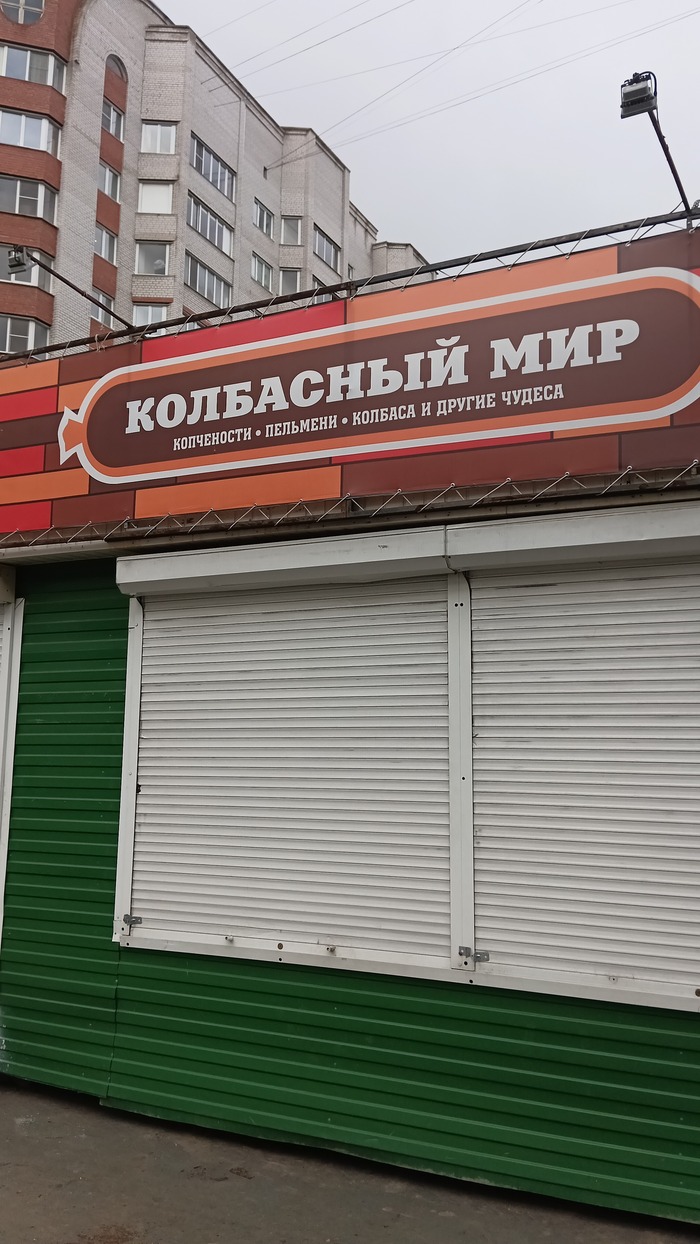 КОЛБАСНЫЙ МИР
КОПЧЕНОСТИ • ПЕЛЬМЕНИ • КОЛБАСА И ДРУГИЕ ЧУДЕСА